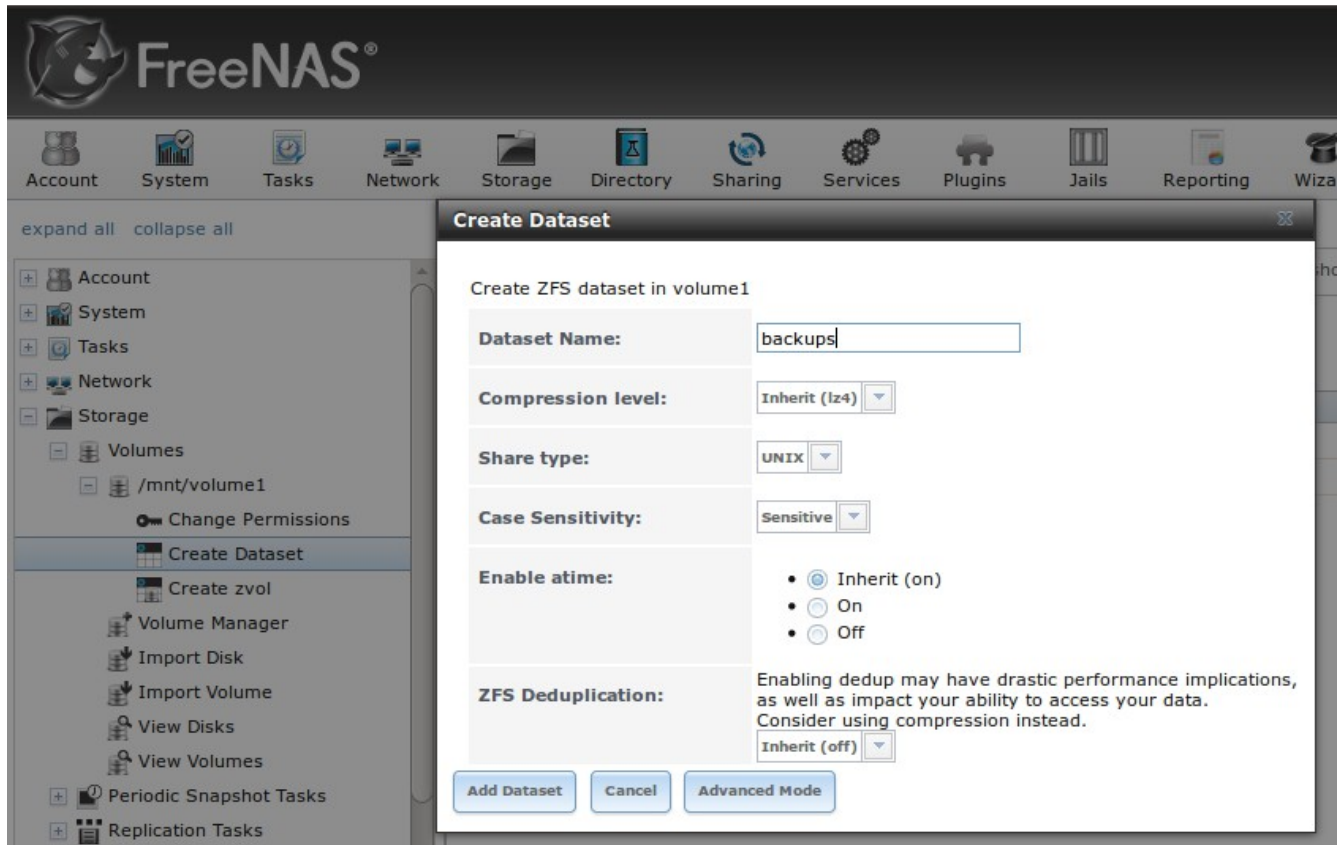 FreeNAS®
Account System Tasks Network Storage Directory Sharing Services Plugins Jails Reporting Wiza
expand all collapse all
Account
System
Tasks
Network
Storage
Volumes
/mnt/volume1
Change Permissions
Create Dataset
Create zvol
Volume Manager
Import Disk
Import Volume
View Disks
View Volumes
Periodic Snapshot Tasks
Replication Tasks
Create Dataset
Create ZFS dataset in volume1
Dataset Name: backups
Compression level: Inherit (lz4)
Share type: UNIX
Case Sensitivity: Sensitive
Enable atime: Inherit (on)
On
Off
ZFS Deduplication: Enabling dedup may have drastic performance implications,
as well as impact your ability to access your data.
Consider using compression instead.
Inherit (off)
Add Dataset Cancel Advanced Mode